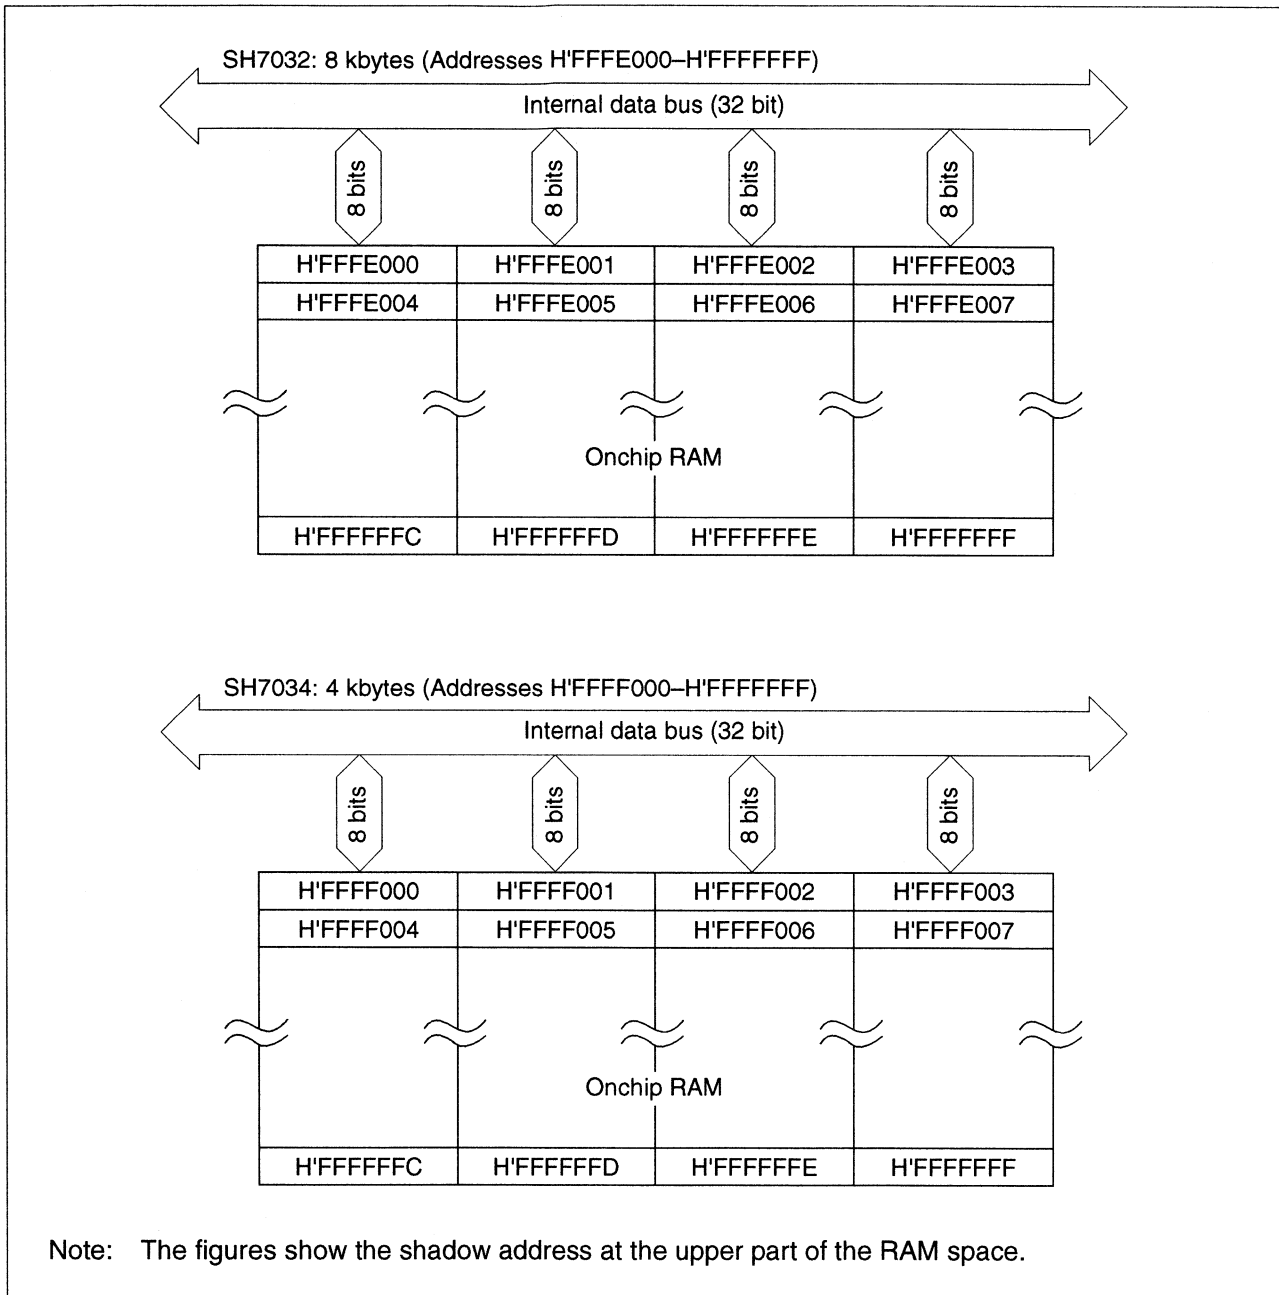 SH7032: 8 kbytes (Addresses H'FFFE000–H'FFFFFFF)
Internal data bus (32 bit)
8 bits 8 bits 8 bits 8 bits
H'FFFE000 H'FFFE001 H'FFFE002 H'FFFE003
H'FFFE004 H'FFFE005 H'FFFE006 H'FFFE007
Onchip RAM
H'FFFFFFC H'FFFFFFD H'FFFFFFE H'FFFFFFF
SH7034: 4 kbytes (Addresses H'FFFF000–H'FFFFFFF)
Internal data bus (32 bit)
8 bits 8 bits 8 bits 8 bits
H'FFFF000 H'FFFF001 H'FFFF002 H'FFFF003
H'FFFF004 H'FFFF005 H'FFFF006 H'FFFF007
Onchip RAM
H'FFFFFFC H'FFFFFFD H'FFFFFFE H'FFFFFFF
Note: The figures show the shadow address at the upper part of the RAM space.